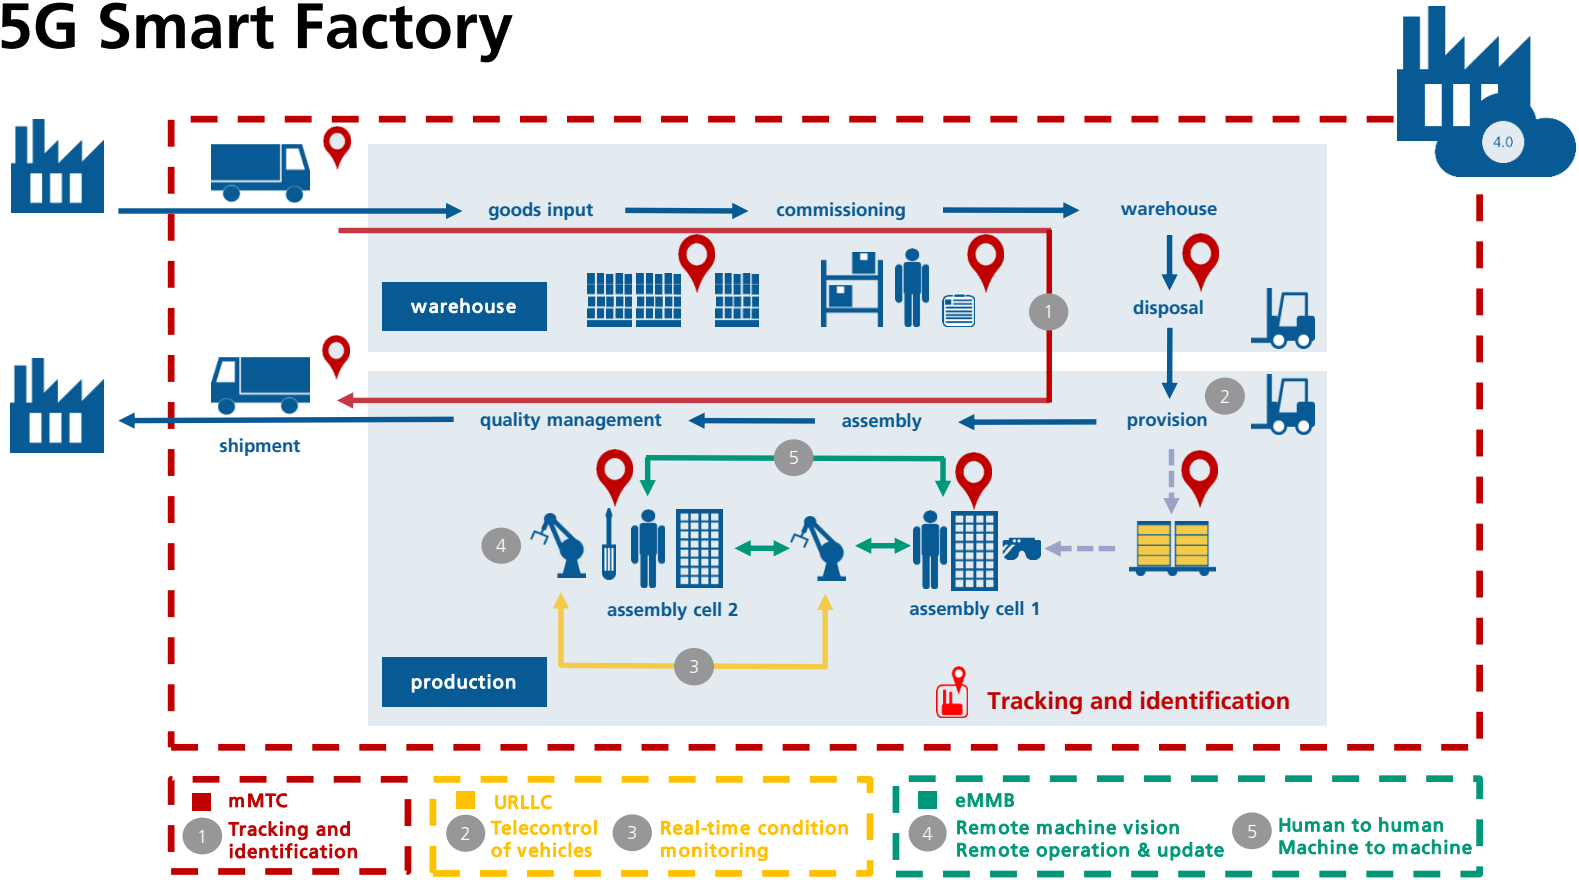 5G Smart Factory
4.0
goods input
commissioning
warehouse
warehouse
1
disposal
2
quality management
assembly
provision
shipment
5
4
assembly cell 2
assembly cell 1
3
production
Tracking and identification
mMTC
1
Tracking and
identification
URLLC
2
Telecontrol
of vehicles
3
Real-time condition
monitoring
eMMB
4
Remote machine vision
Remote operation & update
5
Human to human
Machine to machine